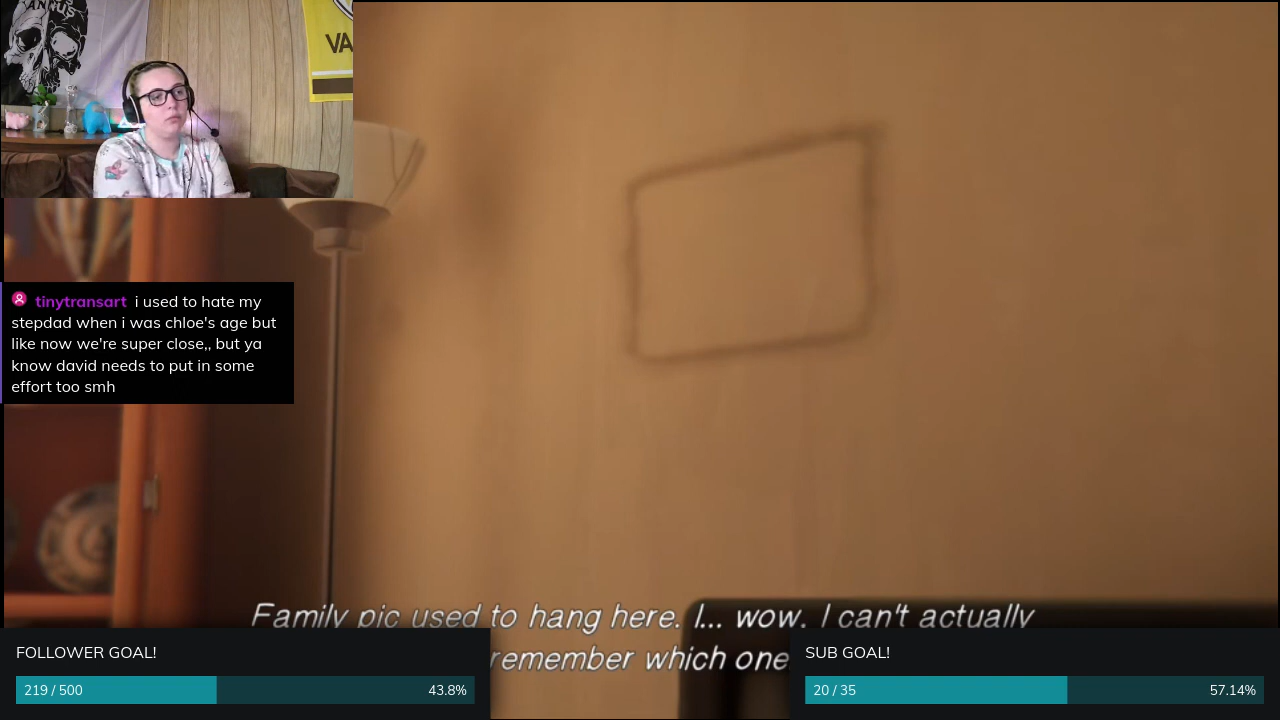 ANNUS
VA
tinytransart i used to hate my
stepdad when i was chloe's age but
like now we're super close,, but ya
know david needs to put in some
effort too smh
Family pic used to hang here. I... wow. I can't actually
remember which one
FOLLOWER GOAL!
219 / 500 43.8%
SUB GOAL!
20 / 35 57.14%